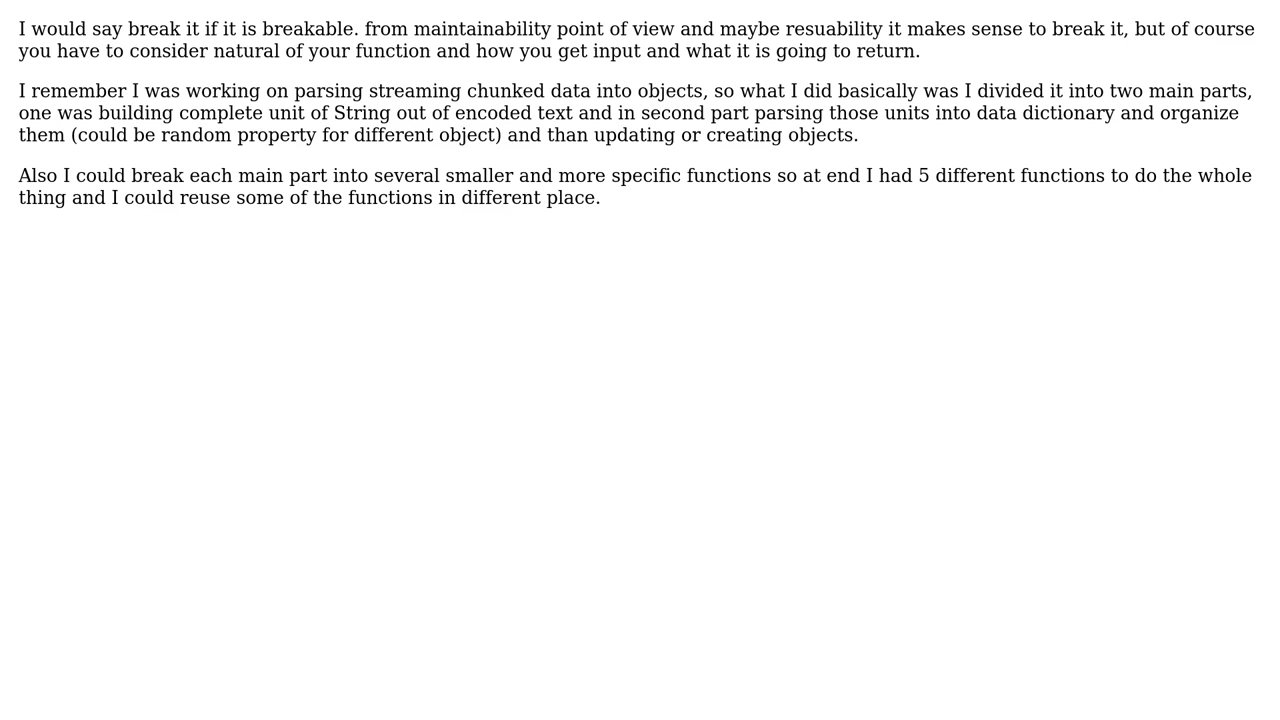 I would say break it if it is breakable. from maintainability point of view and maybe resuability it makes sense to break it, but of course
you have to consider natural of your function and how you get input and what it is going to return.
I remember I was working on parsing streaming chunked data into objects, so what I did basically was I divided it into two main parts,
one was building complete unit of String out of encoded text and in second part parsing those units into data dictionary and organize
them (could be random property for different object) and than updating or creating objects.
Also I could break each main part into several smaller and more specific functions so at end I had 5 different functions to do the whole
thing and I could reuse some of the functions in different place.